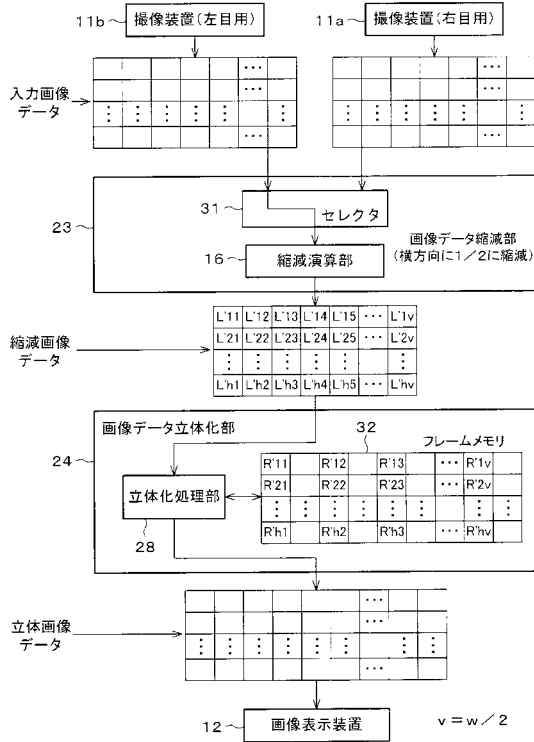 11b 撮像装置(左目用)
11a 撮像装置(右目用)
入力画像
データ
31 セレクタ
23
画像データ縮減部
(横方向に1/2に縮減)
16 縮減演算部
縮減画像
データ
L'11 L'12 L'13 L'14 L'15 ··· L'1v
L'21 L'22 L'23 L'24 L'25 ··· L'2v
L'h1 L'h2 L'h3 L'h4 L'h5 ··· L'hv
画像データ立体化部
32
フレームメモリ
24
R'11 R'12 R'13 ··· R'1v
R'21 R'22 R'23 ··· R'2v
R'h1 R'h2 R'h3 ··· R'hv
立体化処理部
28
立体画像
データ
12 画像表示装置
v=w/2